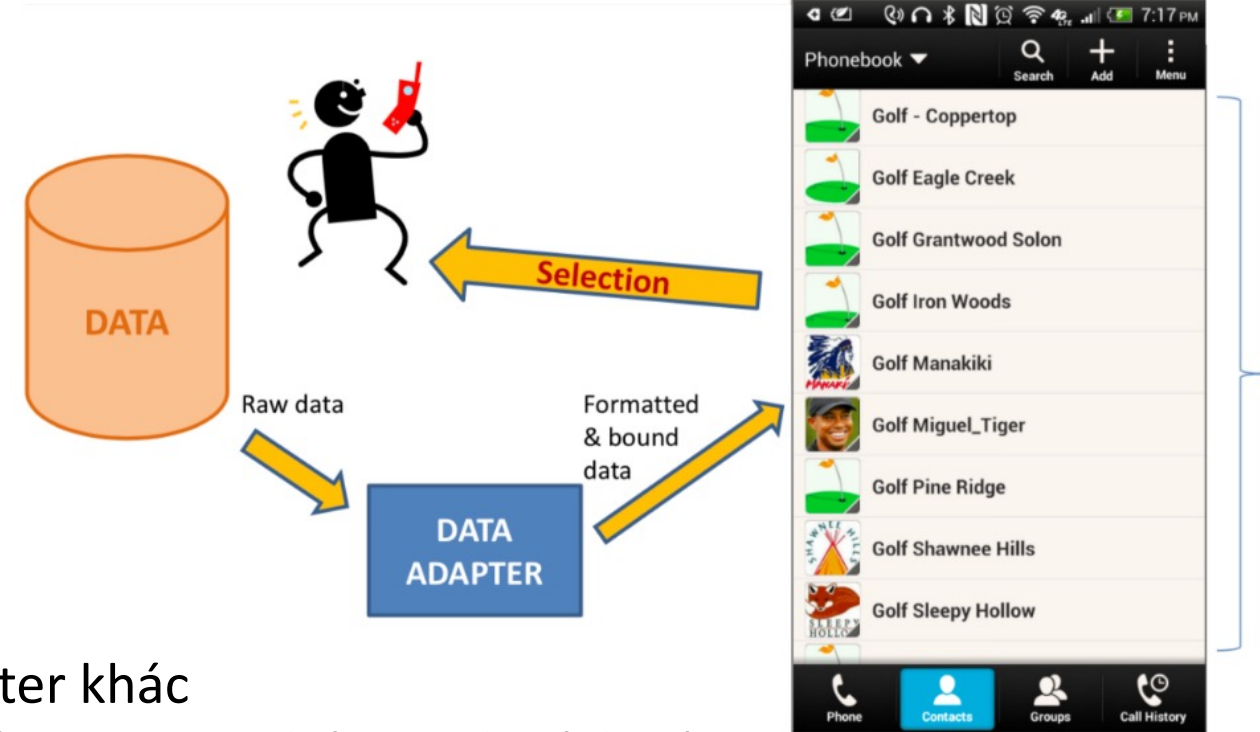 7:17 PM
Phonebook
Search
Add
Menu
Golf - Coppertop
Golf Eagle Creek
Golf Grantwood Solon
Golf Iron Woods
Golf Manakiki
Golf Miguel_Tiger
Golf Pine Ridge
SHAWNEE HILLS
Golf Shawnee Hills
Golf Sleepy Hollow
Phone
Contacts
Groups
Call History
Selection
DATA
Raw data
Formatted
& bound
data
DATA
ADAPTER
ter khác